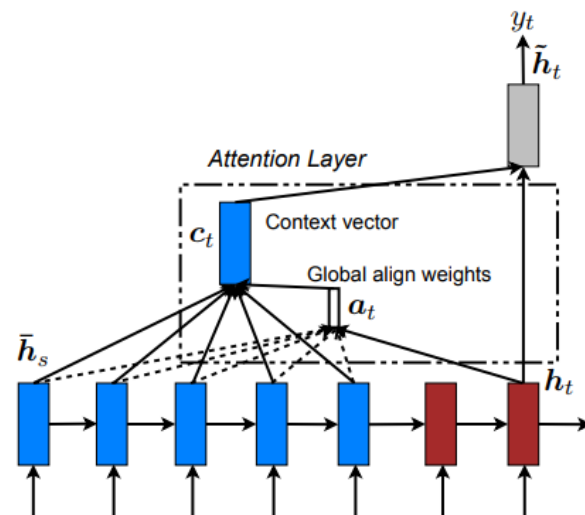 y_t
h̃_t
Attention Layer
c_t
Context vector
Global align weights
a_t
h̄_s
h_t